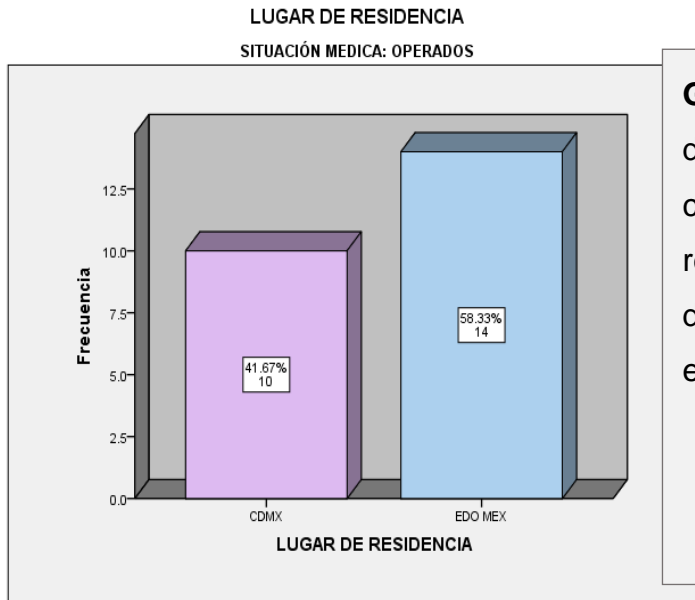 LUGAR DE RESIDENCIA
SITUACIÓN MEDICA: OPERADOS
Frecuencia
12.5
10.0
7.5
5.0
2.5
0.0
41.67%
10
58.33%
14
CDMX
EDO MEX
LUGAR DE RESIDENCIA